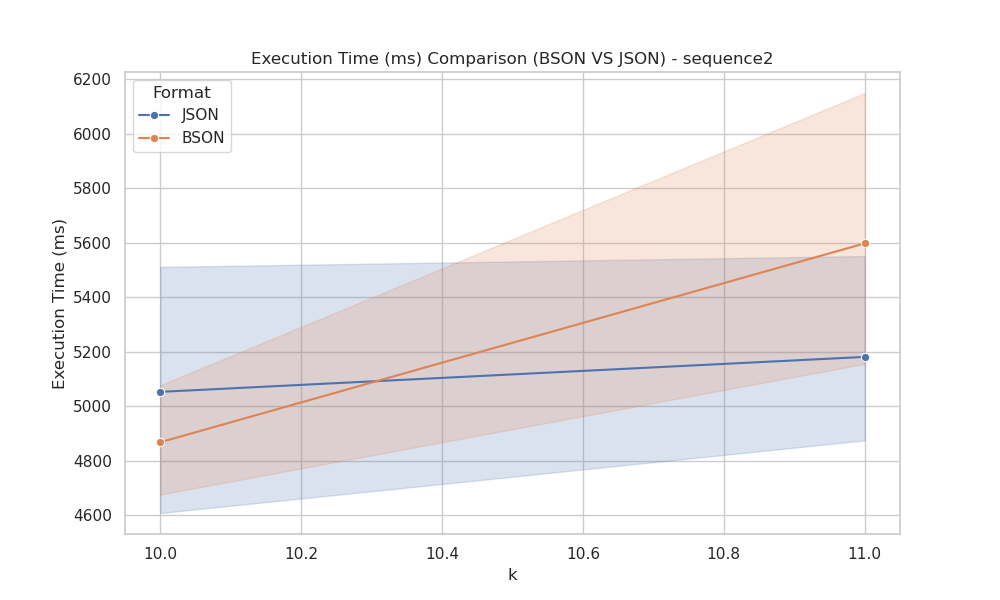 Execution Time (ms) Comparison (BSON VS JSON) - sequence2
Format
JSON
BSON
Execution Time (ms)
6200
6000
5800
5600
5400
5200
5000
4800
4600
10.0 10.2 10.4 10.6 10.8 11.0
k